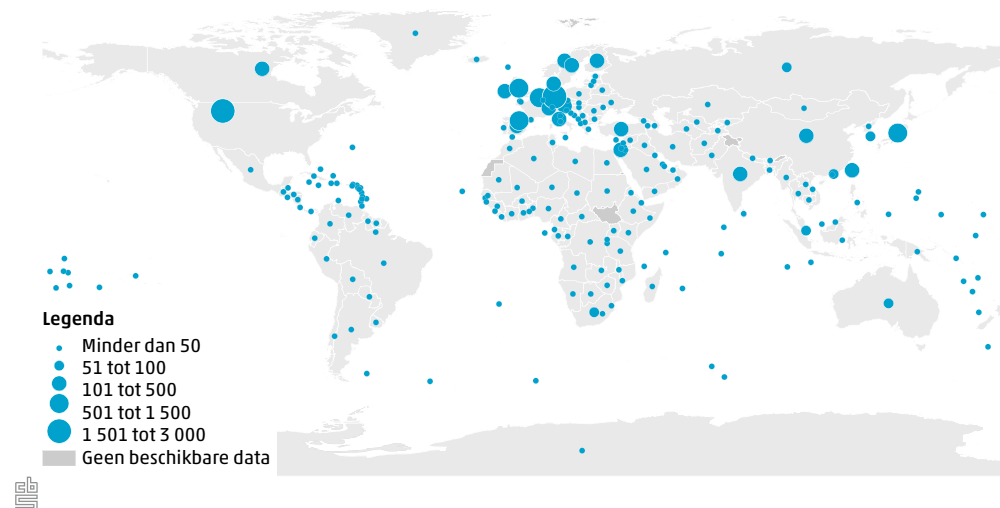 Legenda
Minder dan 50
51 tot 100
101 tot 500
501 tot 1 500
1 501 tot 3 000
Geen beschikbare data
cbs